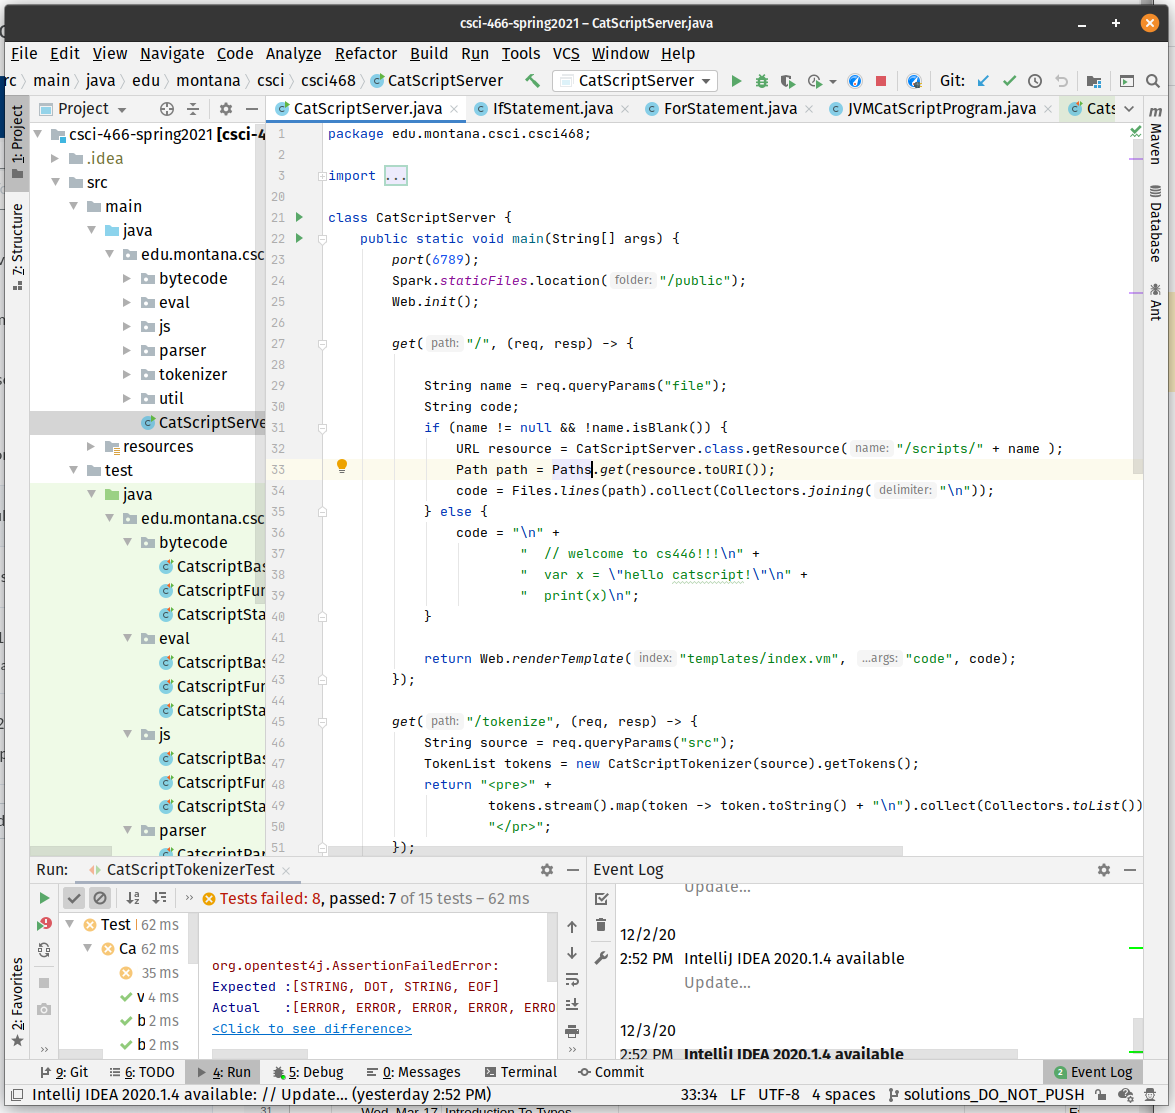 csci-466-spring2021 – CatScriptServer.java
File Edit View Navigate Code Analyze Refactor Build Run Tools VCS Window Help
rc main java edu montana csci csci468 CatScriptServer CatScriptServer Git:
Project CatScriptServer.java IfStatement.java ForStatement.java JVMCatScriptProgram.java Cats
1: Project
7: Structure
2: Favorites
csci-466-spring2021 [csci-4
.idea
src
main
java
edu.montana.csc
bytecode
eval
js
parser
tokenizer
util
CatScriptServe
resources
test
java
edu.montana.csc
bytecode
CatscriptBas
CatscriptFur
CatscriptSta
eval
CatscriptBas
CatscriptFur
CatscriptSta
js
CatscriptBas
CatscriptFur
CatscriptSta
parser
CatscriptPar
1 package edu.montana.csci.csci468;
2
3 import ...
20
21 class CatScriptServer {
22 public static void main(String[] args) {
23 port(6789);
24 Spark.staticFiles.location( folder: "/public");
25 Web.init();
26
27 get( path: "/", (req, resp) -> {
28
29 String name = req.queryParams("file");
30 String code;
31 if (name != null && !name.isBlank()) {
32 URL resource = CatScriptServer.class.getResource( name: "/scripts/" + name );
33 Path path = Paths.get(resource.toURI());
34 code = Files.lines(path).collect(Collectors.joining( delimiter: "\n"));
35 } else {
36 code = "\n" +
37 "  // welcome to cs446!!!\n" +
38 "  var x = \"hello catscript!\"\n" +
39 "  print(x)\n";
40 }
41
42 return Web.renderTemplate( index: "templates/index.vm", ...args: "code", code);
43 });
44
45 get( path: "/tokenize", (req, resp) -> {
46 String source = req.queryParams("src");
47 TokenList tokens = new CatScriptTokenizer(source).getTokens();
48 return "<pre>" +
49 tokens.stream().map(token -> token.toString() + "\n").collect(Collectors.toList())
50 "</pr>";
51 });
m Maven
Database
Ant
Run: CatScriptTokenizerTest
Tests failed: 8, passed: 7 of 15 tests – 62 ms
Test 62 ms
Ca 62 ms
35 ms
v 4 ms
b 2 ms
b 2 ms
org.opentest4j.AssertionFailedError:
Expected :[STRING, DOT, STRING, EOF]
Actual   :[ERROR, ERROR, ERROR, ERROR, ERRO
<Click to see difference>
Event Log
Update...
12/2/20
2:52 PM IntelliJ IDEA 2020.1.4 available
Update...
12/3/20
2:52 PM IntelliJ IDEA 2020.1.4 available
9: Git 6: TODO 4: Run 5: Debug 0: Messages Terminal Commit 2 Event Log
IntelliJ IDEA 2020.1.4 available: // Update... (yesterday 2:52 PM) 33:34 LF UTF-8 4 spaces solutions_DO_NOT_PUSH
31 Wed, Mar 17 Introduction To Types